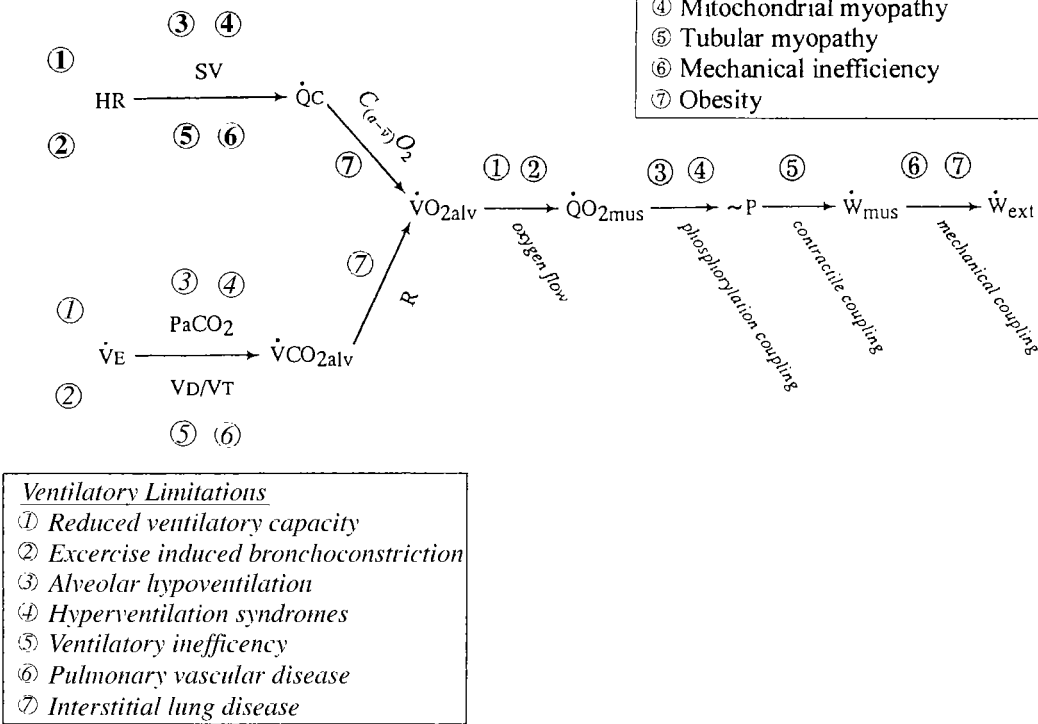 ④ Mitochondrial myopathy
⑤ Tubular myopathy
⑥ Mechanical inefficiency
⑦ Obesity
③ ④
①
SV
HR
Q̇C
C(a-v̄)O₂
②
⑤ ⑥
⑦
① ②
③ ④
⑤
⑥ ⑦
V̇O₂alv
Q̇O₂mus
~P
Ẇmus
Ẇext
oxygen flow
phosphorylation coupling
contractile coupling
mechanical coupling
③ ④
⑦
①
PaCO₂
R
V̇E
V̇CO₂alv
②
VD/VT
⑤ ⑥
Ventilatory Limitations
① Reduced ventilatory capacity
② Excercise induced bronchoconstriction
③ Alveolar hypoventilation
④ Hyperventilation syndromes
⑤ Ventilatory inefficency
⑥ Pulmonary vascular disease
⑦ Interstitial lung disease